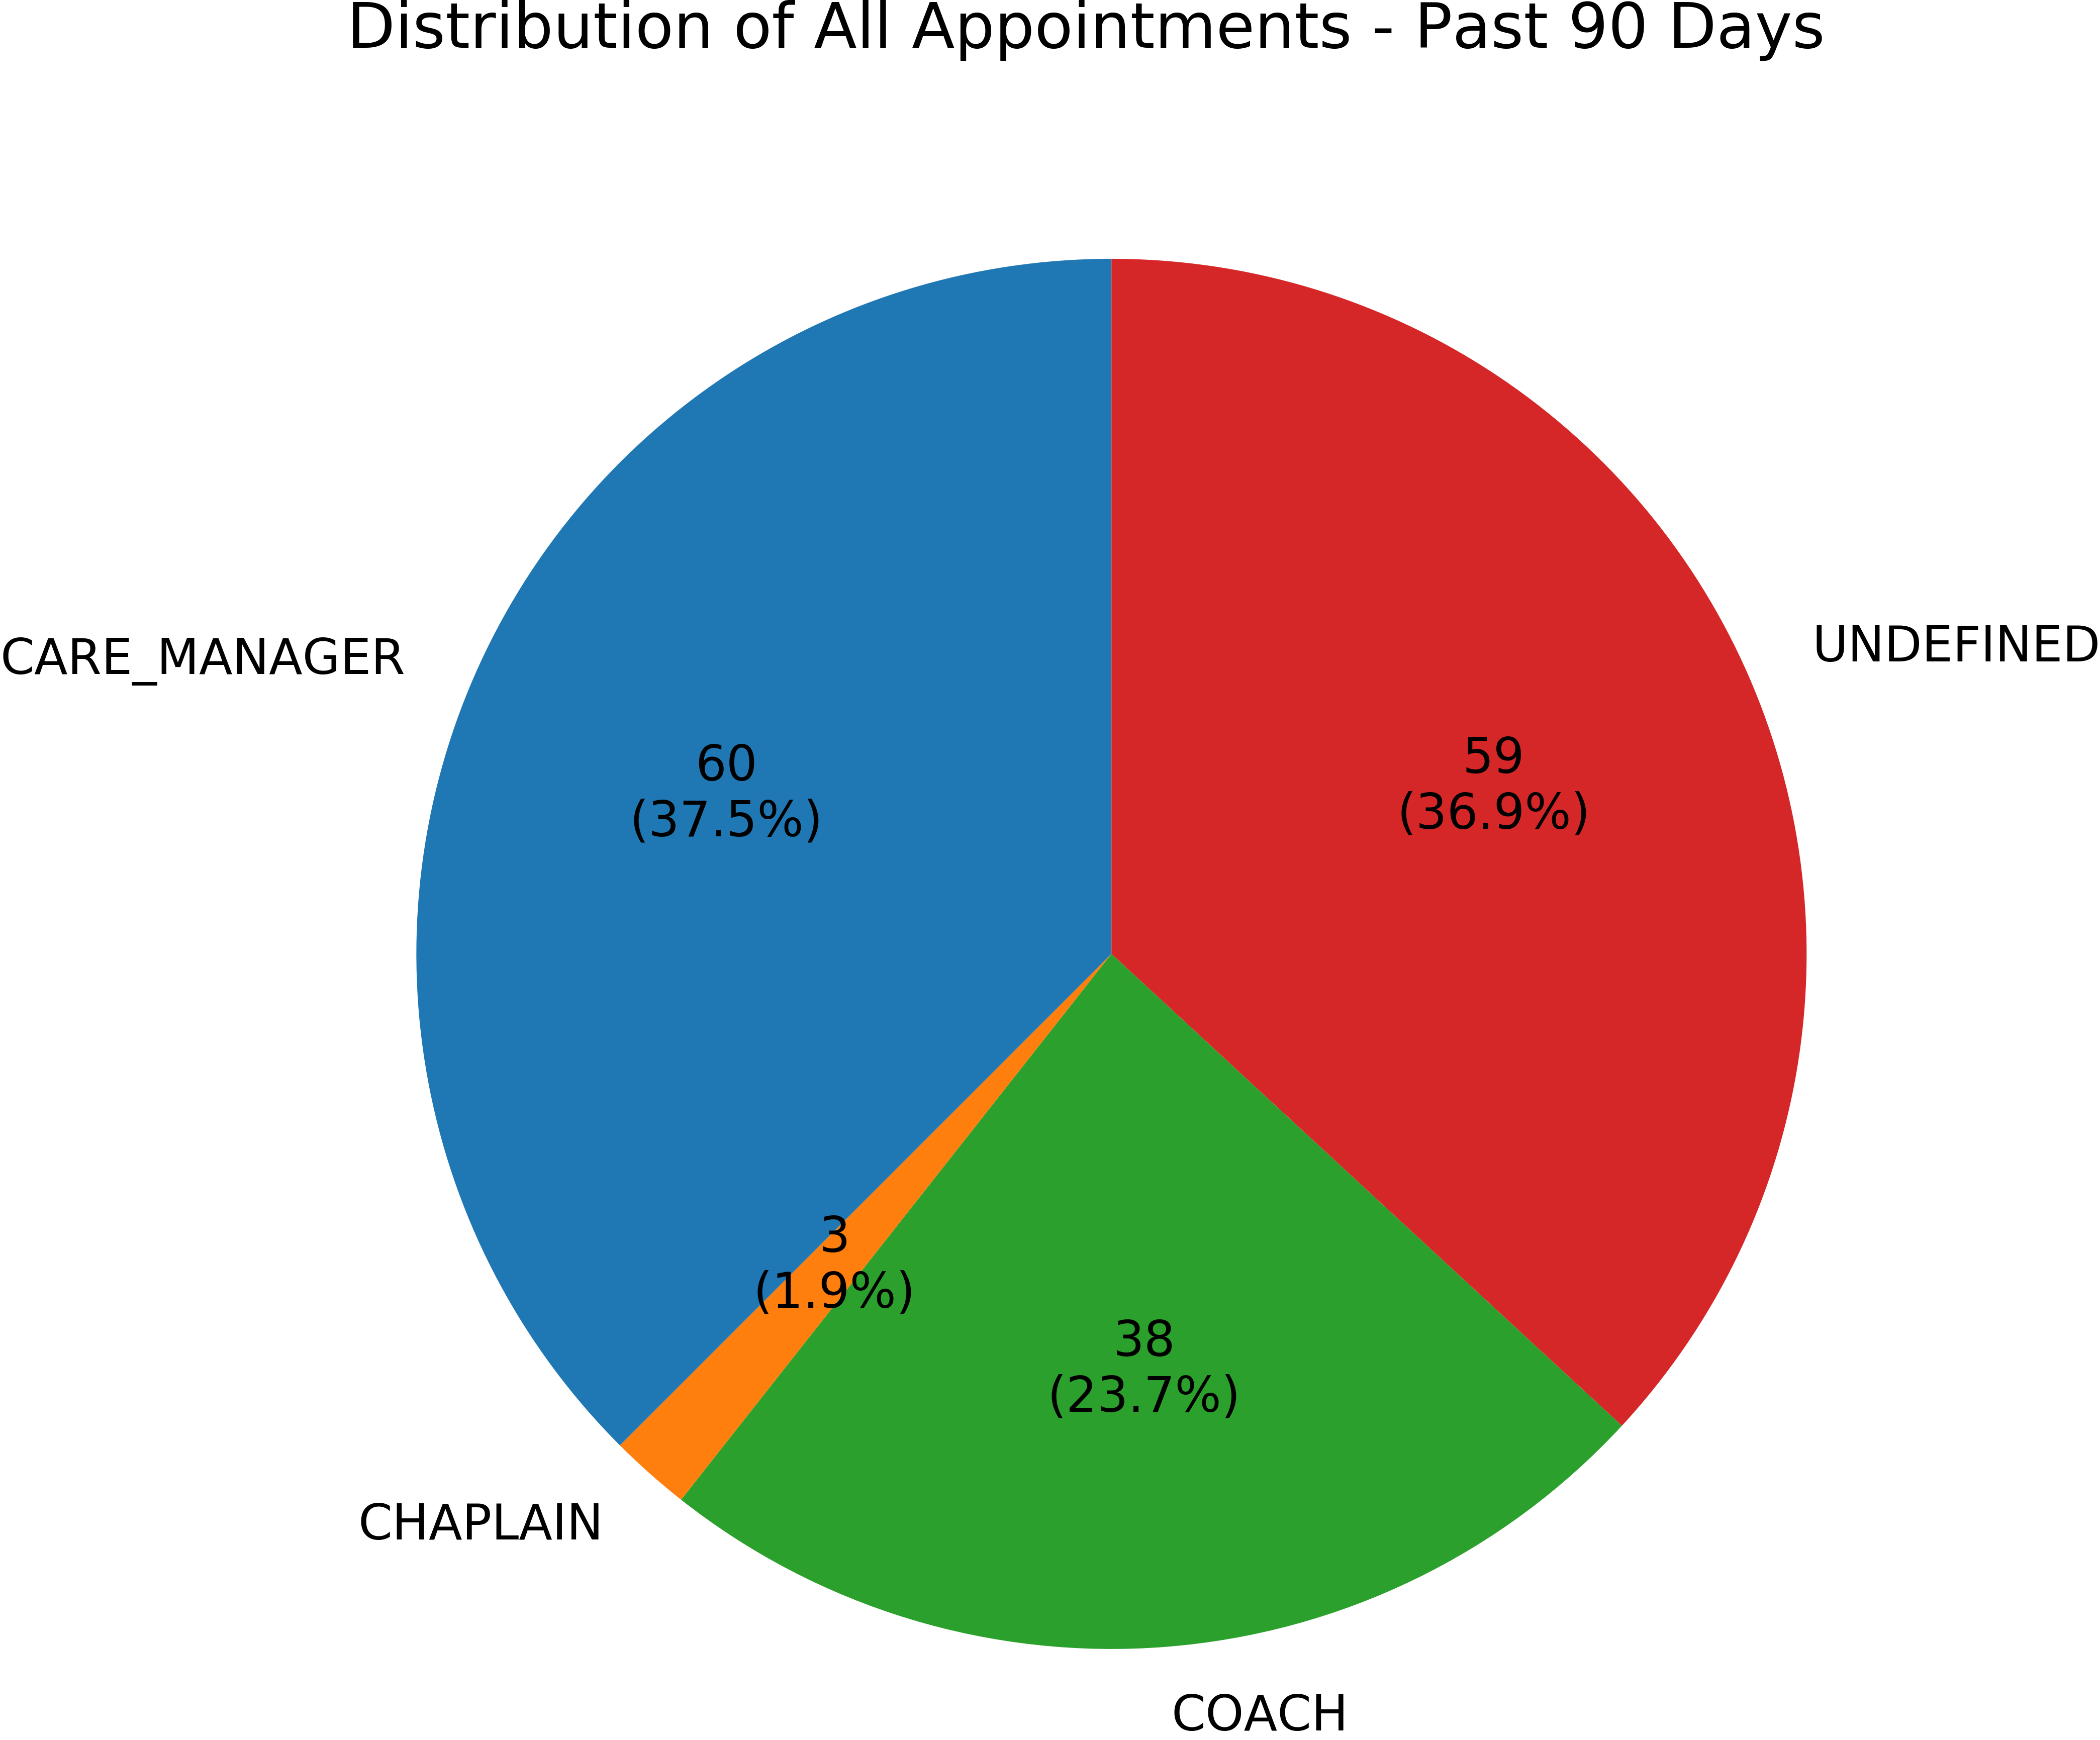 Distribution of All Appointments - Past 90 Days
UNDEFINED
CARE_MANAGER
59
(36.9%)
60
(37.5%)
3
(1.9%)
38
(23.7%)
CHAPLAIN
COACH